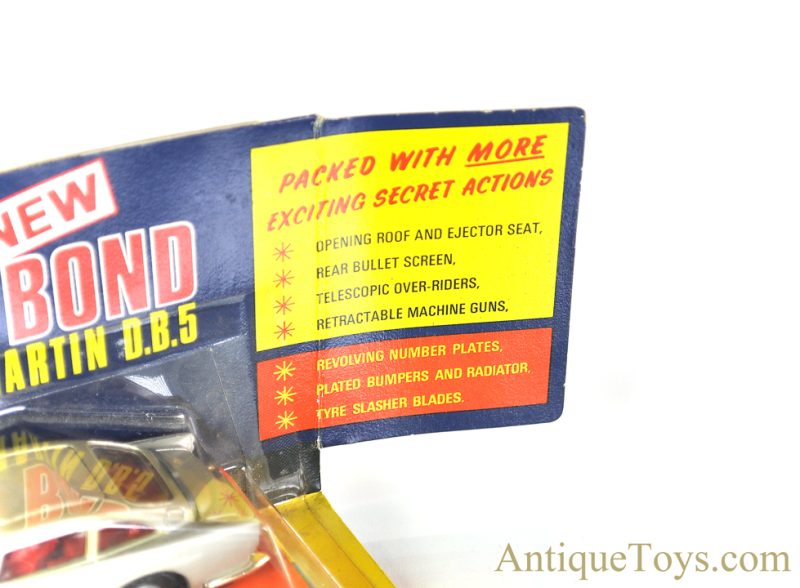 NEW
BOND
ARTIN D.B.5
PACKED WITH MORE
EXCITING SECRET ACTIONS
OPENING ROOF AND EJECTOR SEAT,
REAR BULLET SCREEN,
TELESCOPIC OVER-RIDERS,
RETRACTABLE MACHINE GUNS,
REVOLVING NUMBER PLATES,
PLATED BUMPERS AND RADIATOR,
TYRE SLASHER BLADES.
AntiqueToys.com